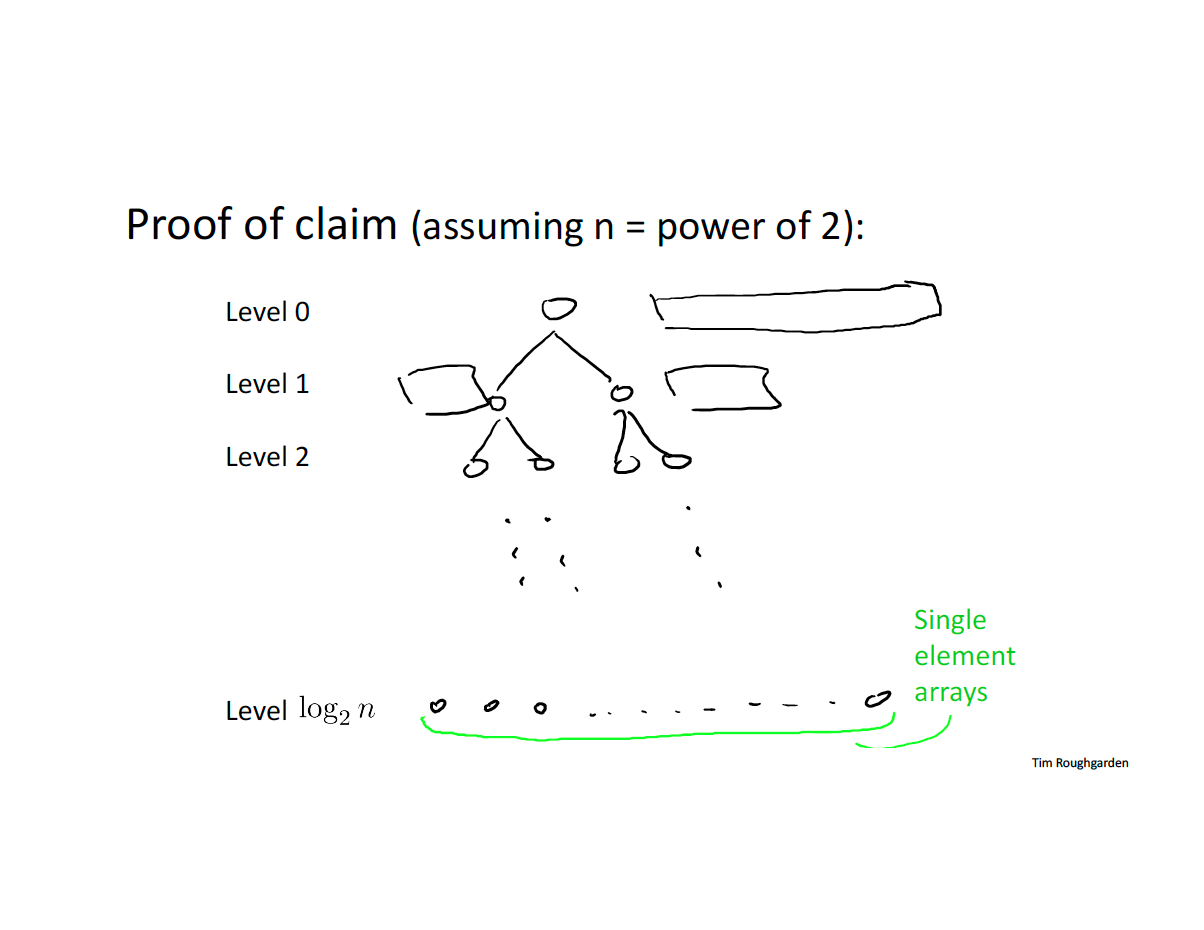 Proof of claim (assuming n = power of 2):
Level 0
Level 1
Level 2
Single
element
arrays
Level log₂ n
Tim Roughgarden